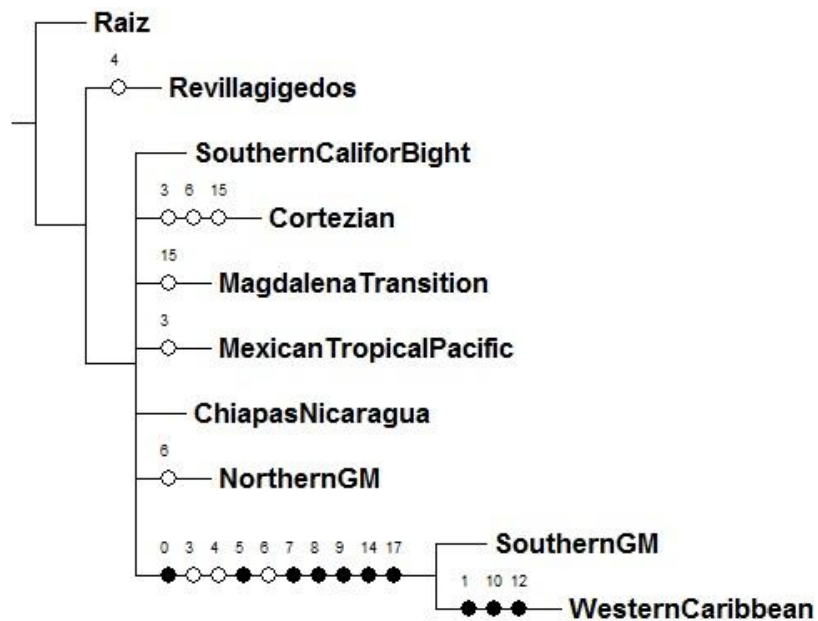 Raiz
4
Revillagigedos
SouthernCaliforBight
3 6 15
Cortezian
15
MagdalenaTransition
3
MexicanTropicalPacific
ChiapasNicaragua
6
NorthernGM
0 3 4 5 6 7 8 9 14 17
SouthernGM
1 10 12
WesternCaribbean